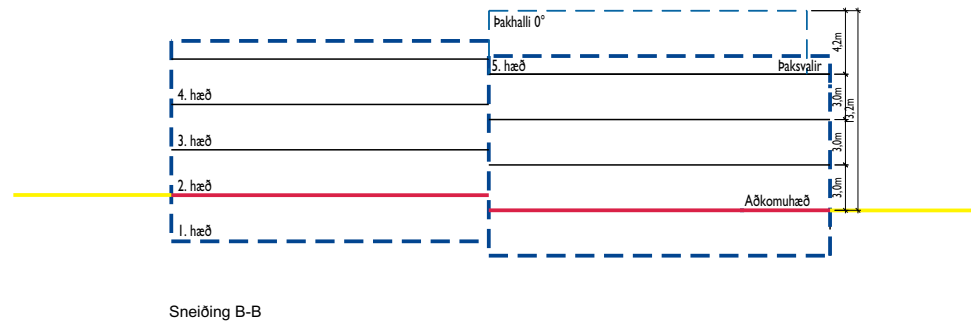 Þakhalli 0°
5. hæð
Þaksvalir
4. hæð
3. hæð
2. hæð
1. hæð
Aðkomuhæð
4,2m
3,0m
3,0m
3,0m
13,2m
Sneiðing B-B